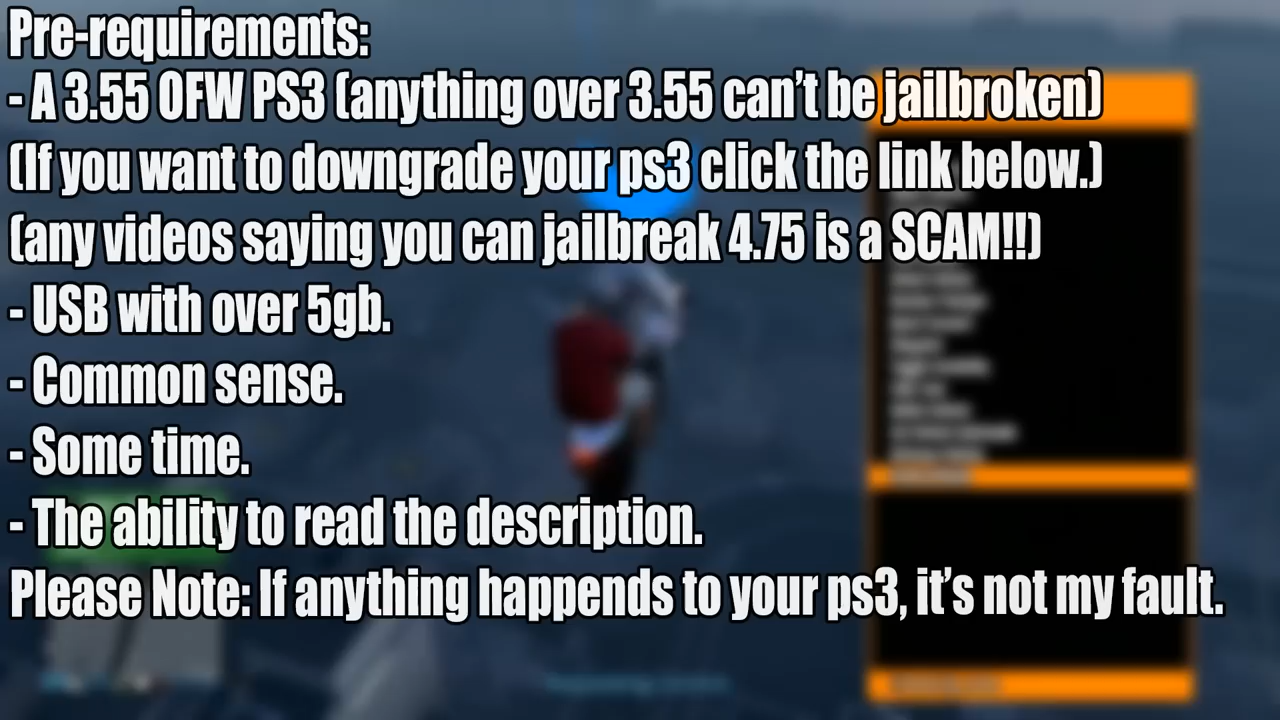 Pre-requirements:
- A 3.55 OFW PS3 (anything over 3.55 can't be jailbroken)
(If you want to downgrade your ps3 click the link below.)
(any videos saying you can jailbreak 4.75 is a SCAM!!)
- USB with over 5gb.
- Common sense.
- Some time.
- The ability to read the description.
Please Note: If anything happends to your ps3, it's not my fault.